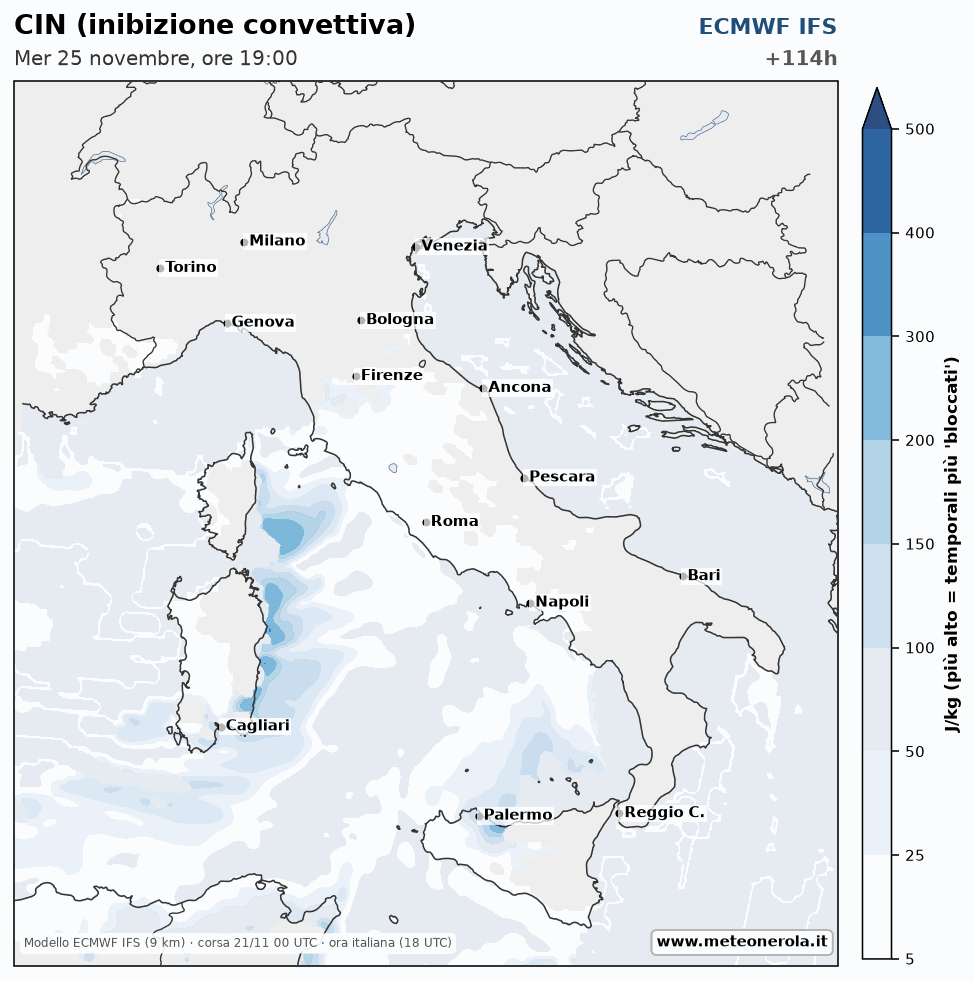 CIN (inibizione convettiva)
ECMWF IFS
Mer 25 novembre, ore 19:00
+114h
Milano
Venezia
Torino
Genova
Bologna
Firenze
Ancona
Pescara
Roma
Bari
Napoli
Cagliari
Palermo
Reggio C.
500
400
300
200
150
100
50
25
5
J/kg (più alto = temporali più 'bloccati')
Modello ECMWF IFS (9 km) · corsa 21/11 00 UTC · ora italiana (18 UTC)
www.meteonerola.it